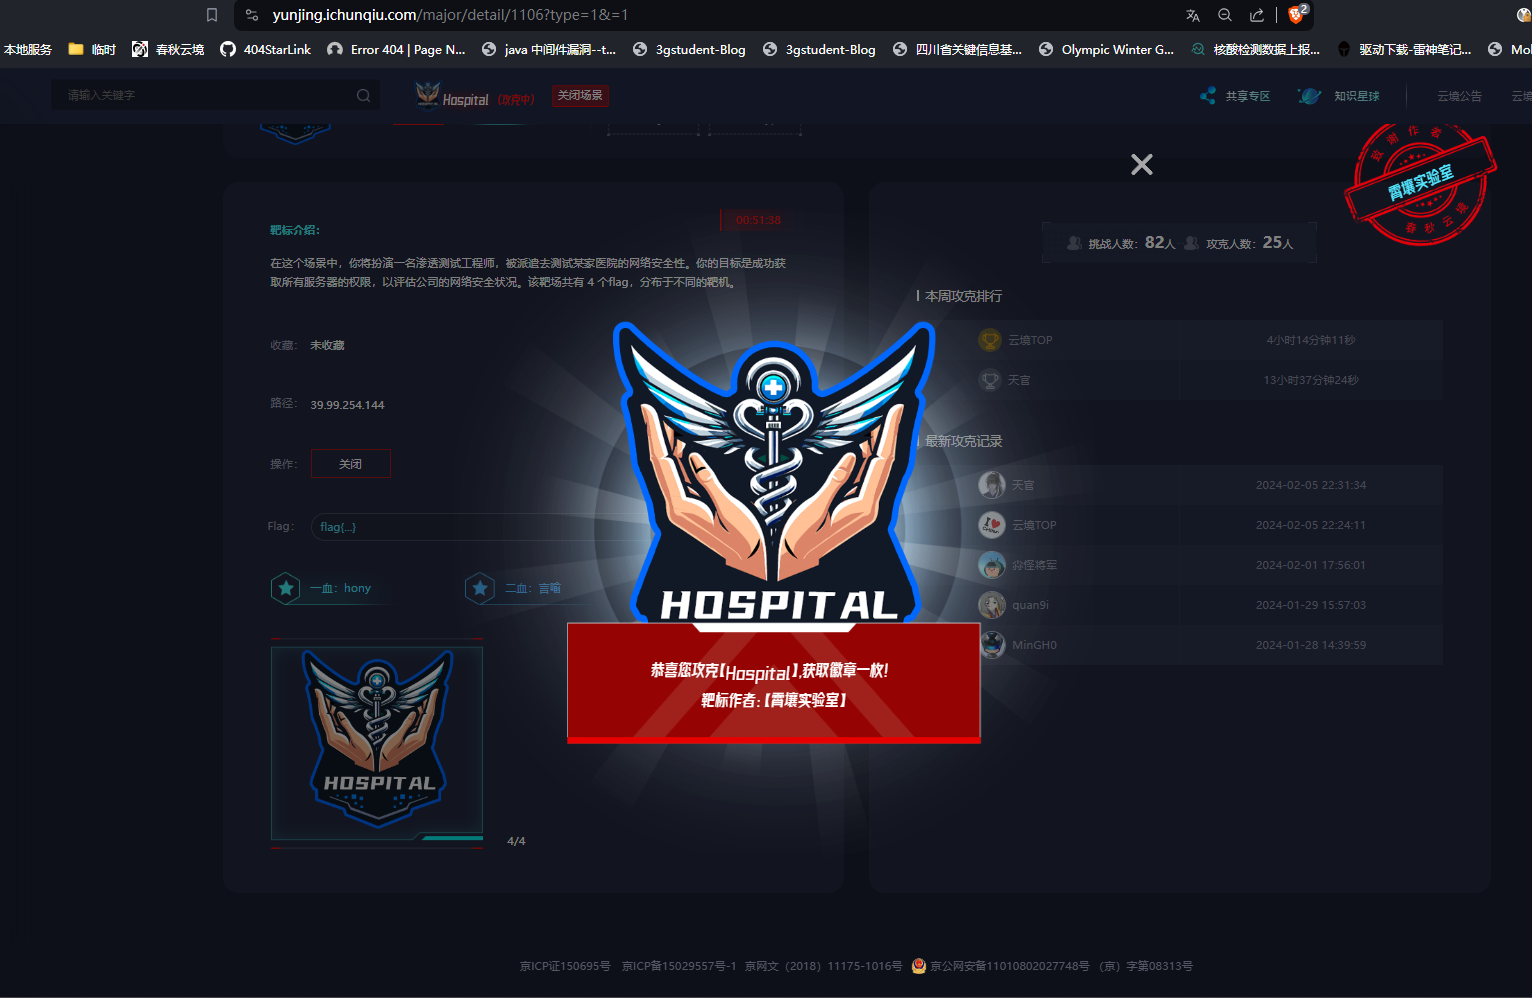 yunjing.ichunqiu.com/major/detail/1106?type=1&=1
2
本地服务
临时
春秋云境
404StarLink
Error 404 | Page N...
java 中间件漏洞--t...
3gstudent-Blog
3gstudent-Blog
四川省关键信息基...
Olympic Winter G...
核酸检测数据上报...
驱动下载-雷神笔记...
Mol
请输入关键字
Hospital (攻克中)
关闭场景
共享专区
知识星球
云境公告
云境
致谢作者
霄壤实验室
春秋云境
靶标介绍:
00:51:38
在这个场景中，你将扮演一名渗透测试工程师，被派遣去测试某家医院的网络安全性。你的目标是成功获
取所有服务器的权限，以评估公司的网络安全状况。该靶场共有 4 个flag，分布于不同的靶机。
收藏:
未收藏
路径:
39.99.254.144
操作:
关闭
Flag:
flag{...}
一血: hony
二血: 言喻
HOSPITAL
4/4
挑战人数: 82人
攻克人数: 25人
本周攻克排行
云境TOP
4小时14分钟11秒
天官
13小时37分钟24秒
最新攻克记录
天官
2024-02-05 22:31:34
云境TOP
2024-02-05 22:24:11
2024-02-01 17:56:01
quan9i
2024-01-29 15:57:03
MinGH0
2024-01-28 14:39:59
HOSPITAL
恭喜您攻克【Hospital】,获取徽章一枚!
靶标作者:【霄壤实验室】
京ICP证150695号 京ICP备15029557号-1 京网文（2018）11175-1016号 京公网安备11010802027748号 （京）字第08313号